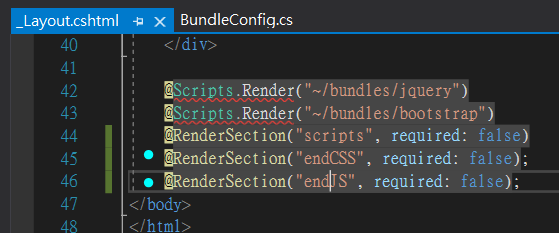 _Layout.cshtml BundleConfig.cs
40 </div>
41
42 @Scripts.Render("~/bundles/jquery")
43 @Scripts.Render("~/bundles/bootstrap")
44 @RenderSection("scripts", required: false)
45 @RenderSection("endCSS", required: false);
46 @RenderSection("endJS", required: false);
47 </body>
48 </html>